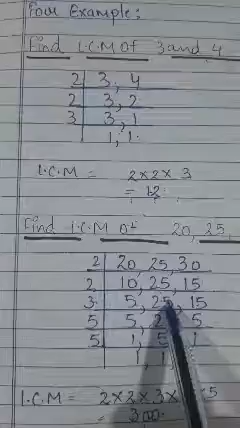 Four Example:
Find L.C.M Of 3 and 4
2 | 3, 4
2 | 3, 2
3 | 3, 1
1, 1.
L.C.M = 2×2×3
= 12
Find L.C.M Of 20, 25,
2 | 20, 25, 30
2 | 10, 25, 15
3 | 5, 25, 15
5 | 5, 5
5 | 1, 5, 1
1, 1
L.C.M = 2×2×3× 5
= 300